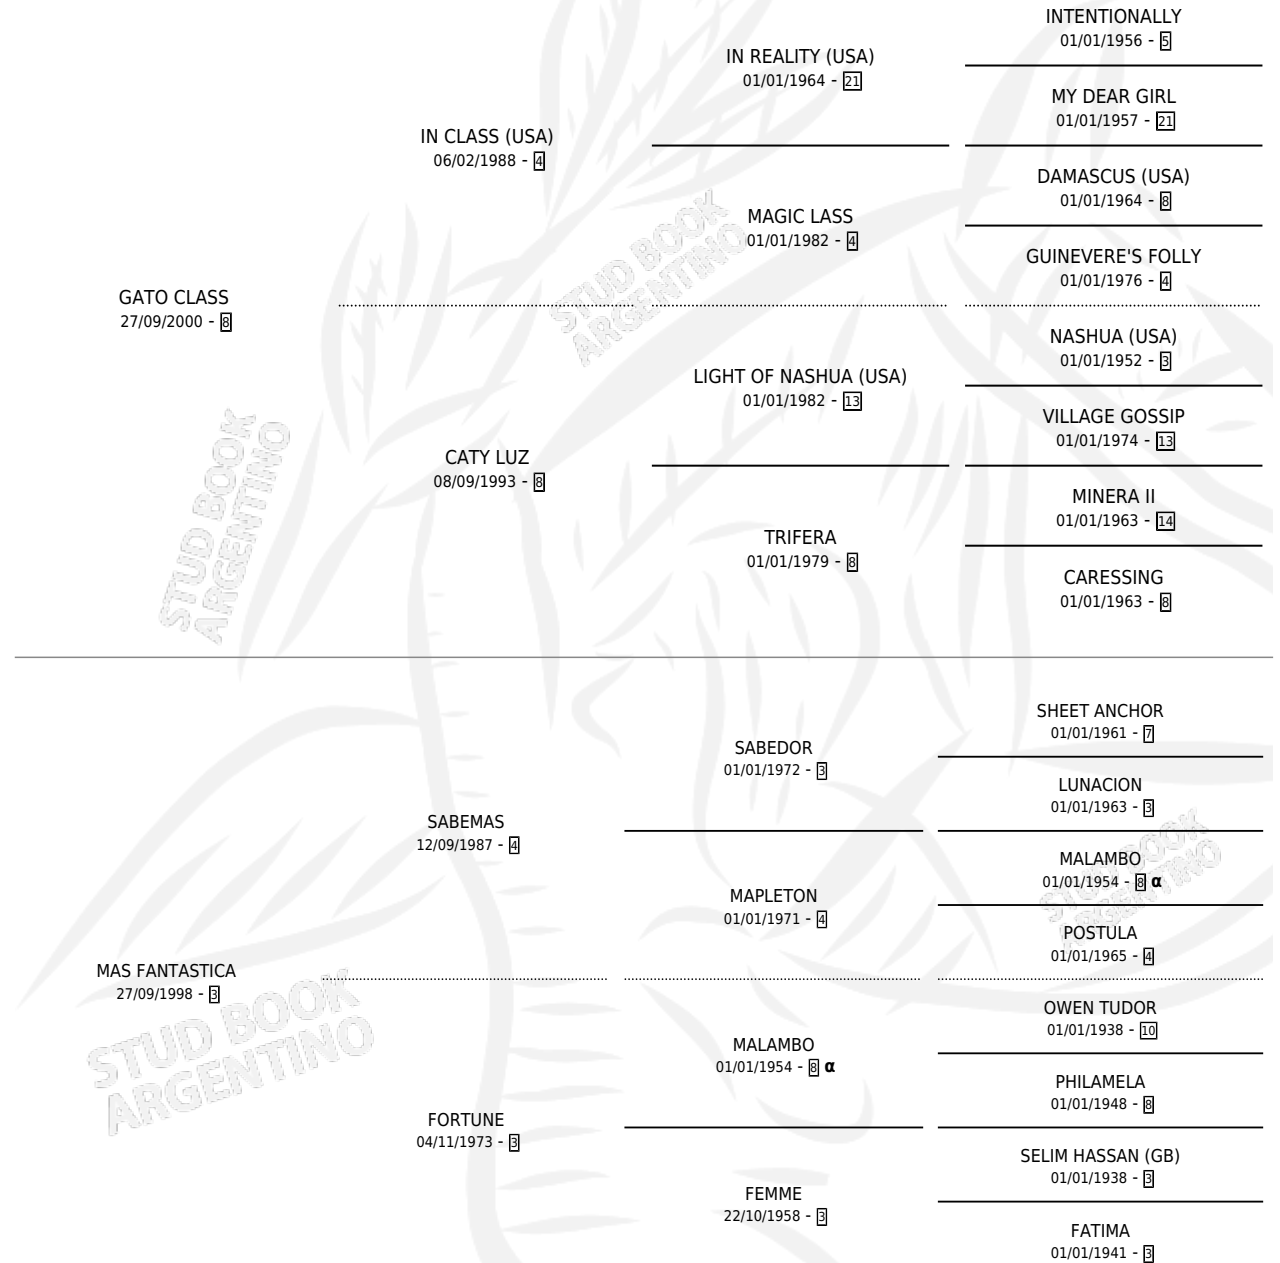 INTENTIONALLY
01/01/1956 - 5
IN REALITY (USA)
01/01/1964 - 21
MY DEAR GIRL
01/01/1957 - 21
IN CLASS (USA)
06/02/1988 - 4
DAMASCUS (USA)
01/01/1964 - 8
MAGIC LASS
01/01/1982 - 4
GUINEVERE'S FOLLY
01/01/1976 - 4
GATO CLASS
27/09/2000 - 8
NASHUA (USA)
01/01/1952 - 3
LIGHT OF NASHUA (USA)
01/01/1982 - 13
VILLAGE GOSSIP
01/01/1974 - 13
CATY LUZ
08/09/1993 - 8
MINERA II
01/01/1963 - 14
TRIFERA
01/01/1979 - 8
CARESSING
01/01/1963 - 8
SHEET ANCHOR
01/01/1961 - 7
SABEDOR
01/01/1972 - 3
LUNACION
01/01/1963 - 3
SABEMAS
12/09/1987 - 4
MALAMBO
01/01/1954 - 8 α
MAPLETON
01/01/1971 - 4
POSTULA
01/01/1965 - 4
MAS FANTASTICA
27/09/1998 - 3
OWEN TUDOR
01/01/1938 - 10
MALAMBO
01/01/1954 - 8 α
PHILAMELA
01/01/1948 - 8
FORTUNE
04/11/1973 - 3
SELIM HASSAN (GB)
01/01/1938 - 3
FEMME
22/10/1958 - 3
FATIMA
01/01/1941 - 3
STUD BOOK
ARGENTINO
STUD BOOK
ARGENTINO
STUD BOOK
ARGENTINO
STUD BOOK
ARGENTINO